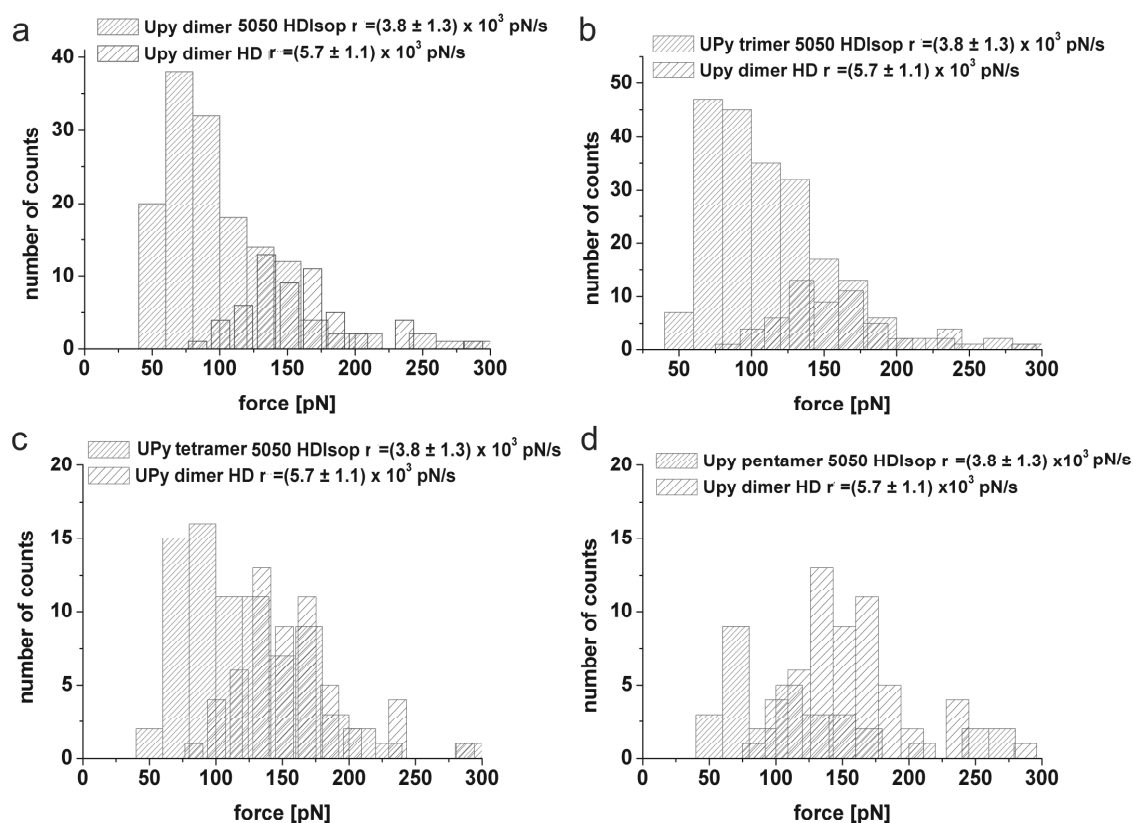 a
Upy dimer 5050 HDIsop r =(3.8 ± 1.3) x 10³ pN/s
Upy dimer HD r =(5.7 ± 1.1) x 10³ pN/s
number of counts
40
30
20
10
0
0 50 100 150 200 250 300
force [pN]
b
UPy trimer 5050 HDIsop r =(3.8 ± 1.3) x 10³ pN/s
Upy dimer HD r =(5.7 ± 1.1) x 10³ pN/s
number of counts
50
40
30
20
10
0
50 100 150 200 250 300
force [pN]
c
UPy tetramer 5050 HDIsop r =(3.8 ± 1.3) x 10³ pN/s
UPy dimer HD r =(5.7 ± 1.1) x 10³ pN/s
number of counts
20
15
10
5
0
0 50 100 150 200 250 300
force [pN]
d
Upy pentamer 5050 HDIsop r =(3.8 ± 1.3) x10³ pN/s
Upy dimer HD r =(5.7 ± 1.1) x10³ pN/s
number of counts
20
15
10
5
0
0 50 100 150 200 250 300
force [pN]